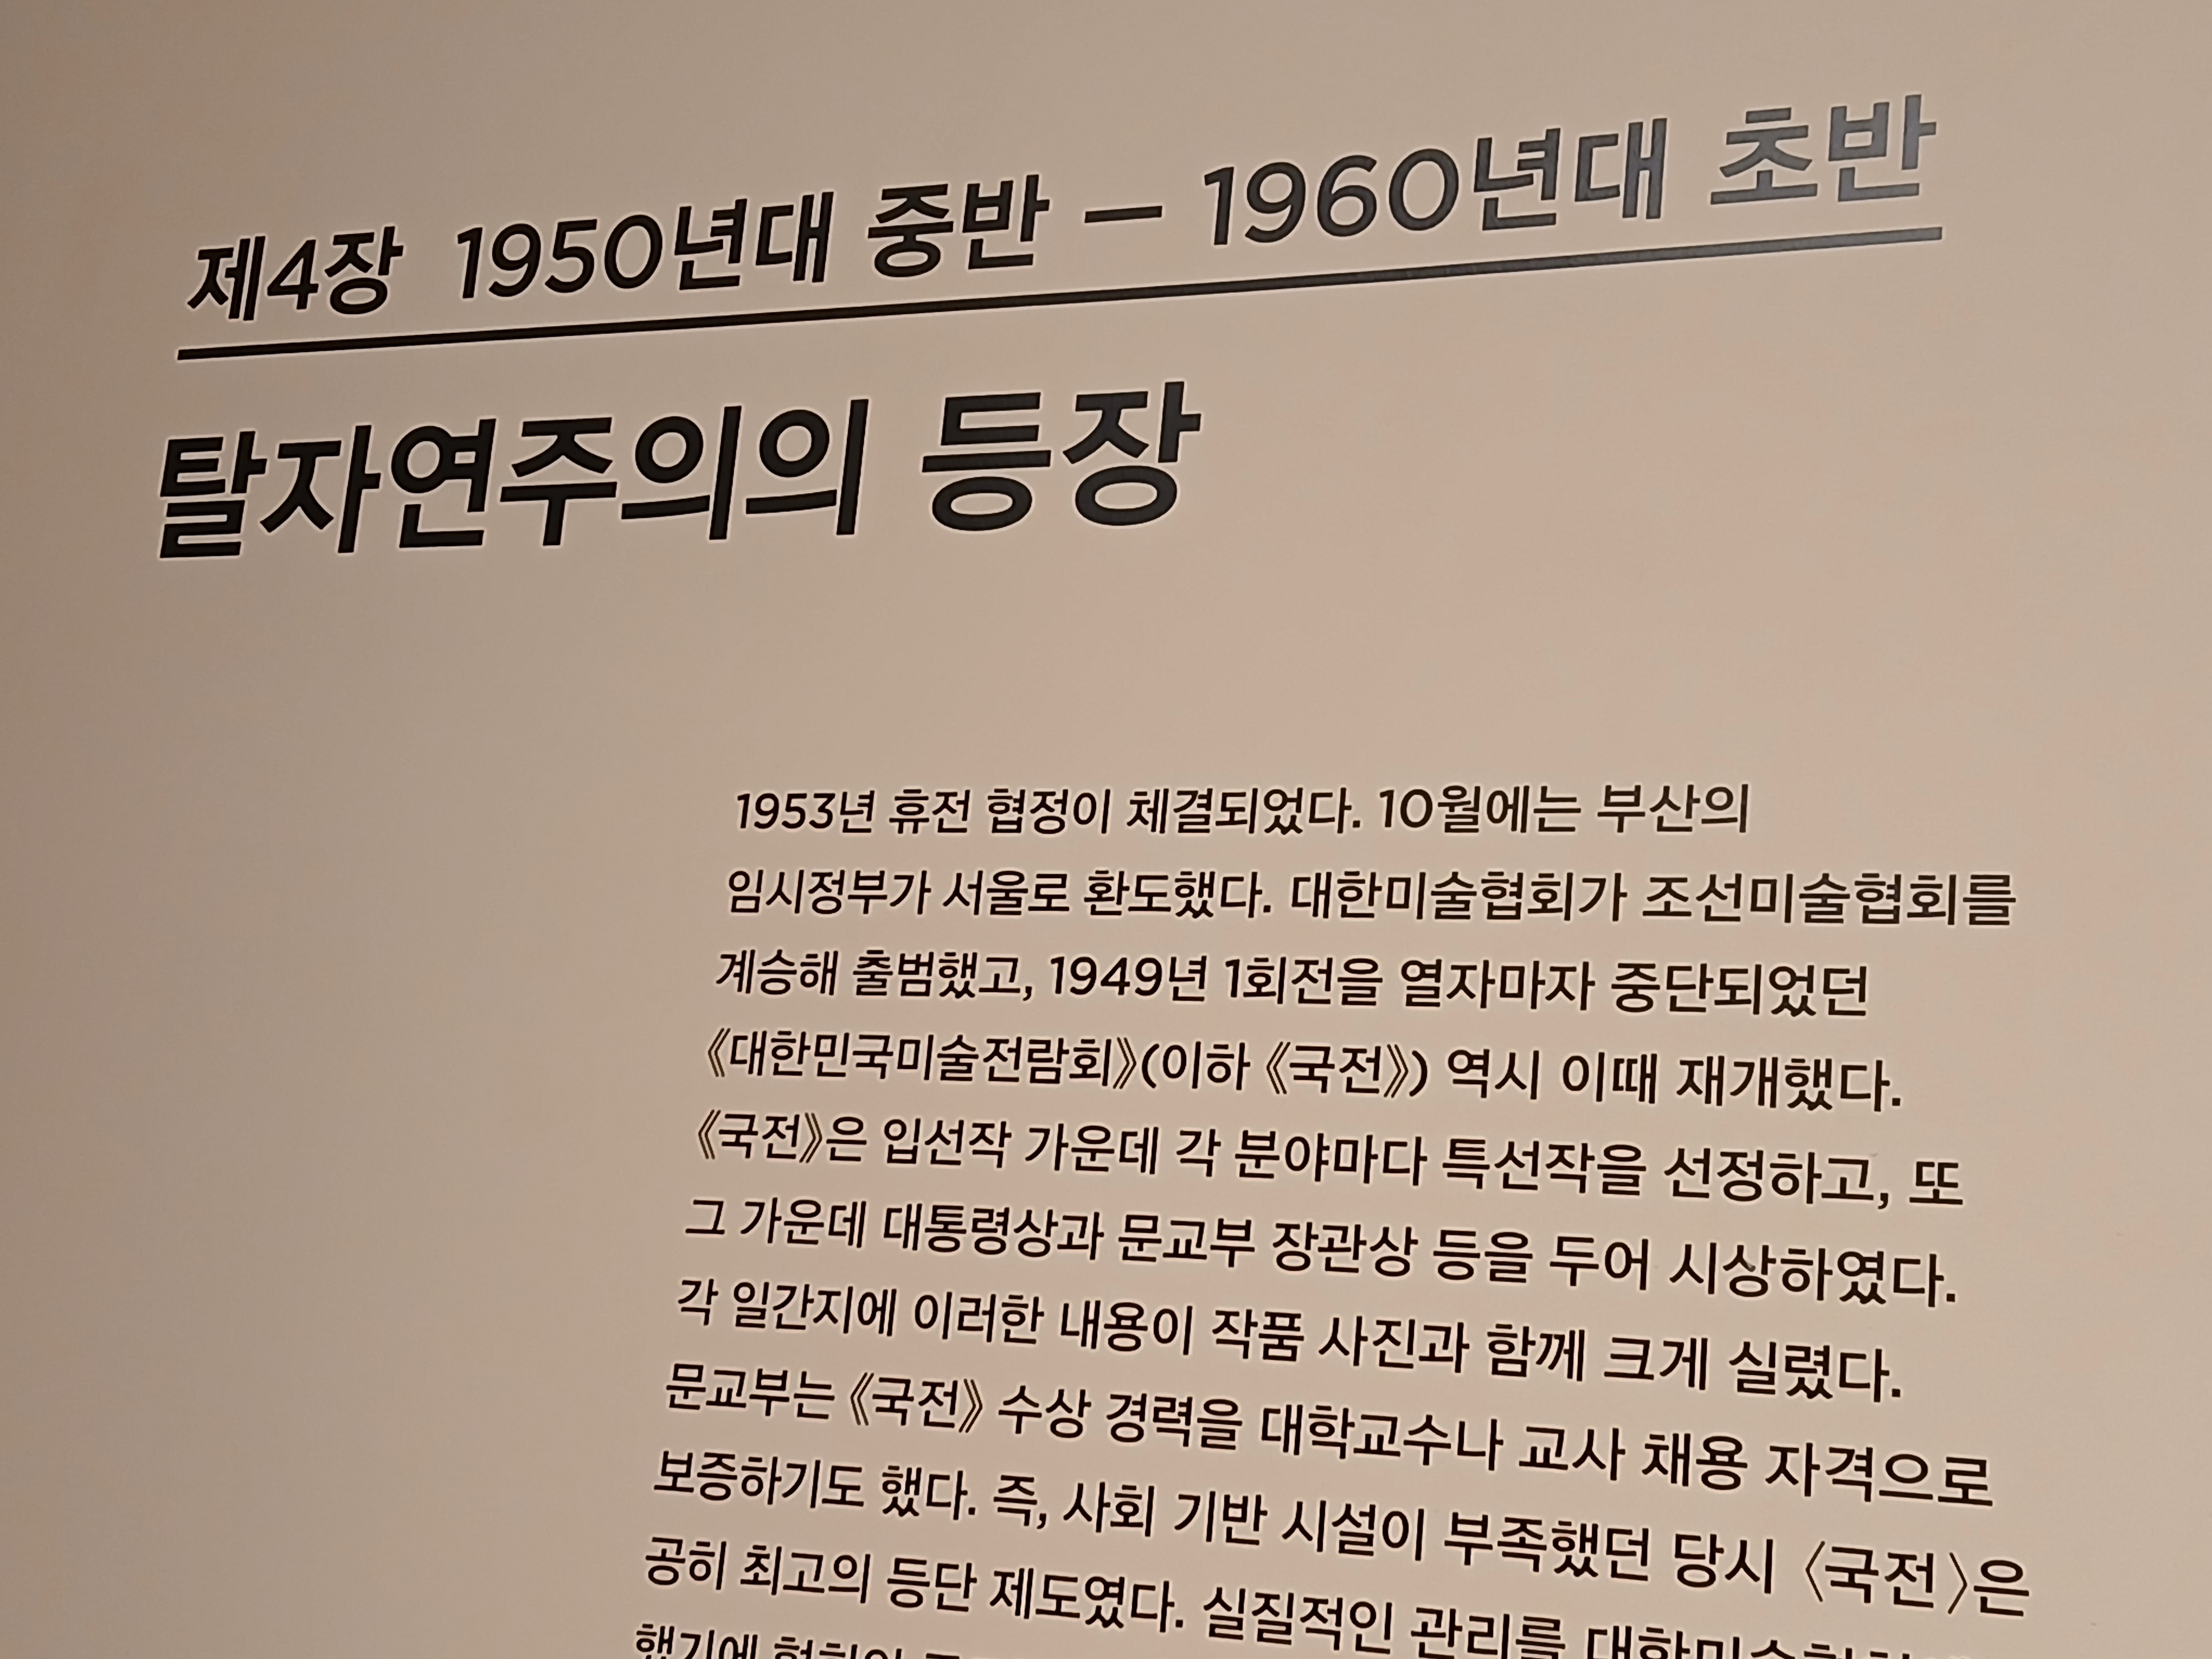 제4장 1950년대 중반 — 1960년대 초반
탈자연주의의 등장
1953년 휴전 협정이 체결되었다. 10월에는 부산의
임시정부가 서울로 환도했다. 대한미술협회가 조선미술협회를
계승해 출범했고, 1949년 1회전을 열자마자 중단되었던
《대한민국미술전람회》(이하 《국전》) 역시 이때 재개했다.
《국전》은 입선작 가운데 각 분야마다 특선작을 선정하고, 또
그 가운데 대통령상과 문교부 장관상 등을 두어 시상하였다.
각 일간지에 이러한 내용이 작품 사진과 함께 크게 실렸다.
문교부는 《국전》 수상 경력을 대학교수나 교사 채용 자격으로
보증하기도 했다. 즉, 사회 기반 시설이 부족했던 당시 〈국전〉은
공히 최고의 등단 제도였다. 실질적인 관리를
했기에